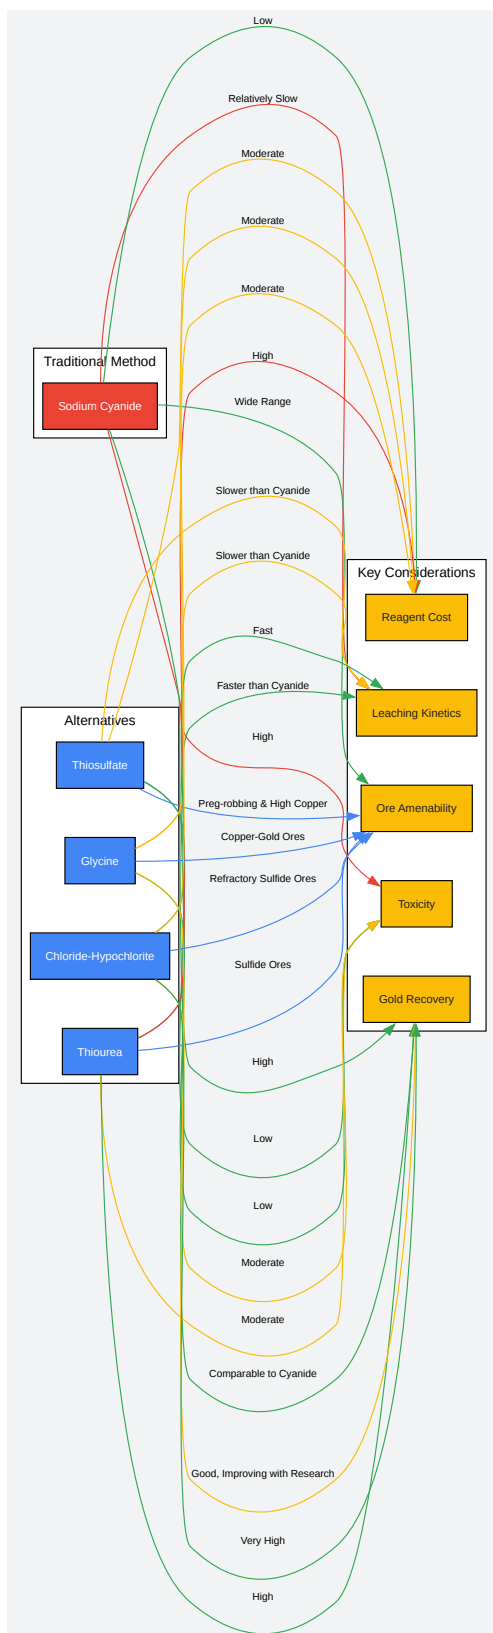 Low
Relatively Slow
Moderate
Moderate
Moderate
High
Traditional Method
Sodium Cyanide
Wide Range
Slower than Cyanide
Slower than Cyanide
Key Considerations
Reagent Cost
Fast
Faster than Cyanide
Leaching Kinetics
Alternatives
High
Thiosulfate
Preg-robbing & High Copper
Ore Amenability
Copper-Gold Ores
Glycine
Refractory Sulfide Ores
Toxicity
Chloride-Hypochlorite
Sulfide Ores
Gold Recovery
Thiourea
High
Low
Low
Moderate
Moderate
Comparable to Cyanide
Good, Improving with Research
Very High
High